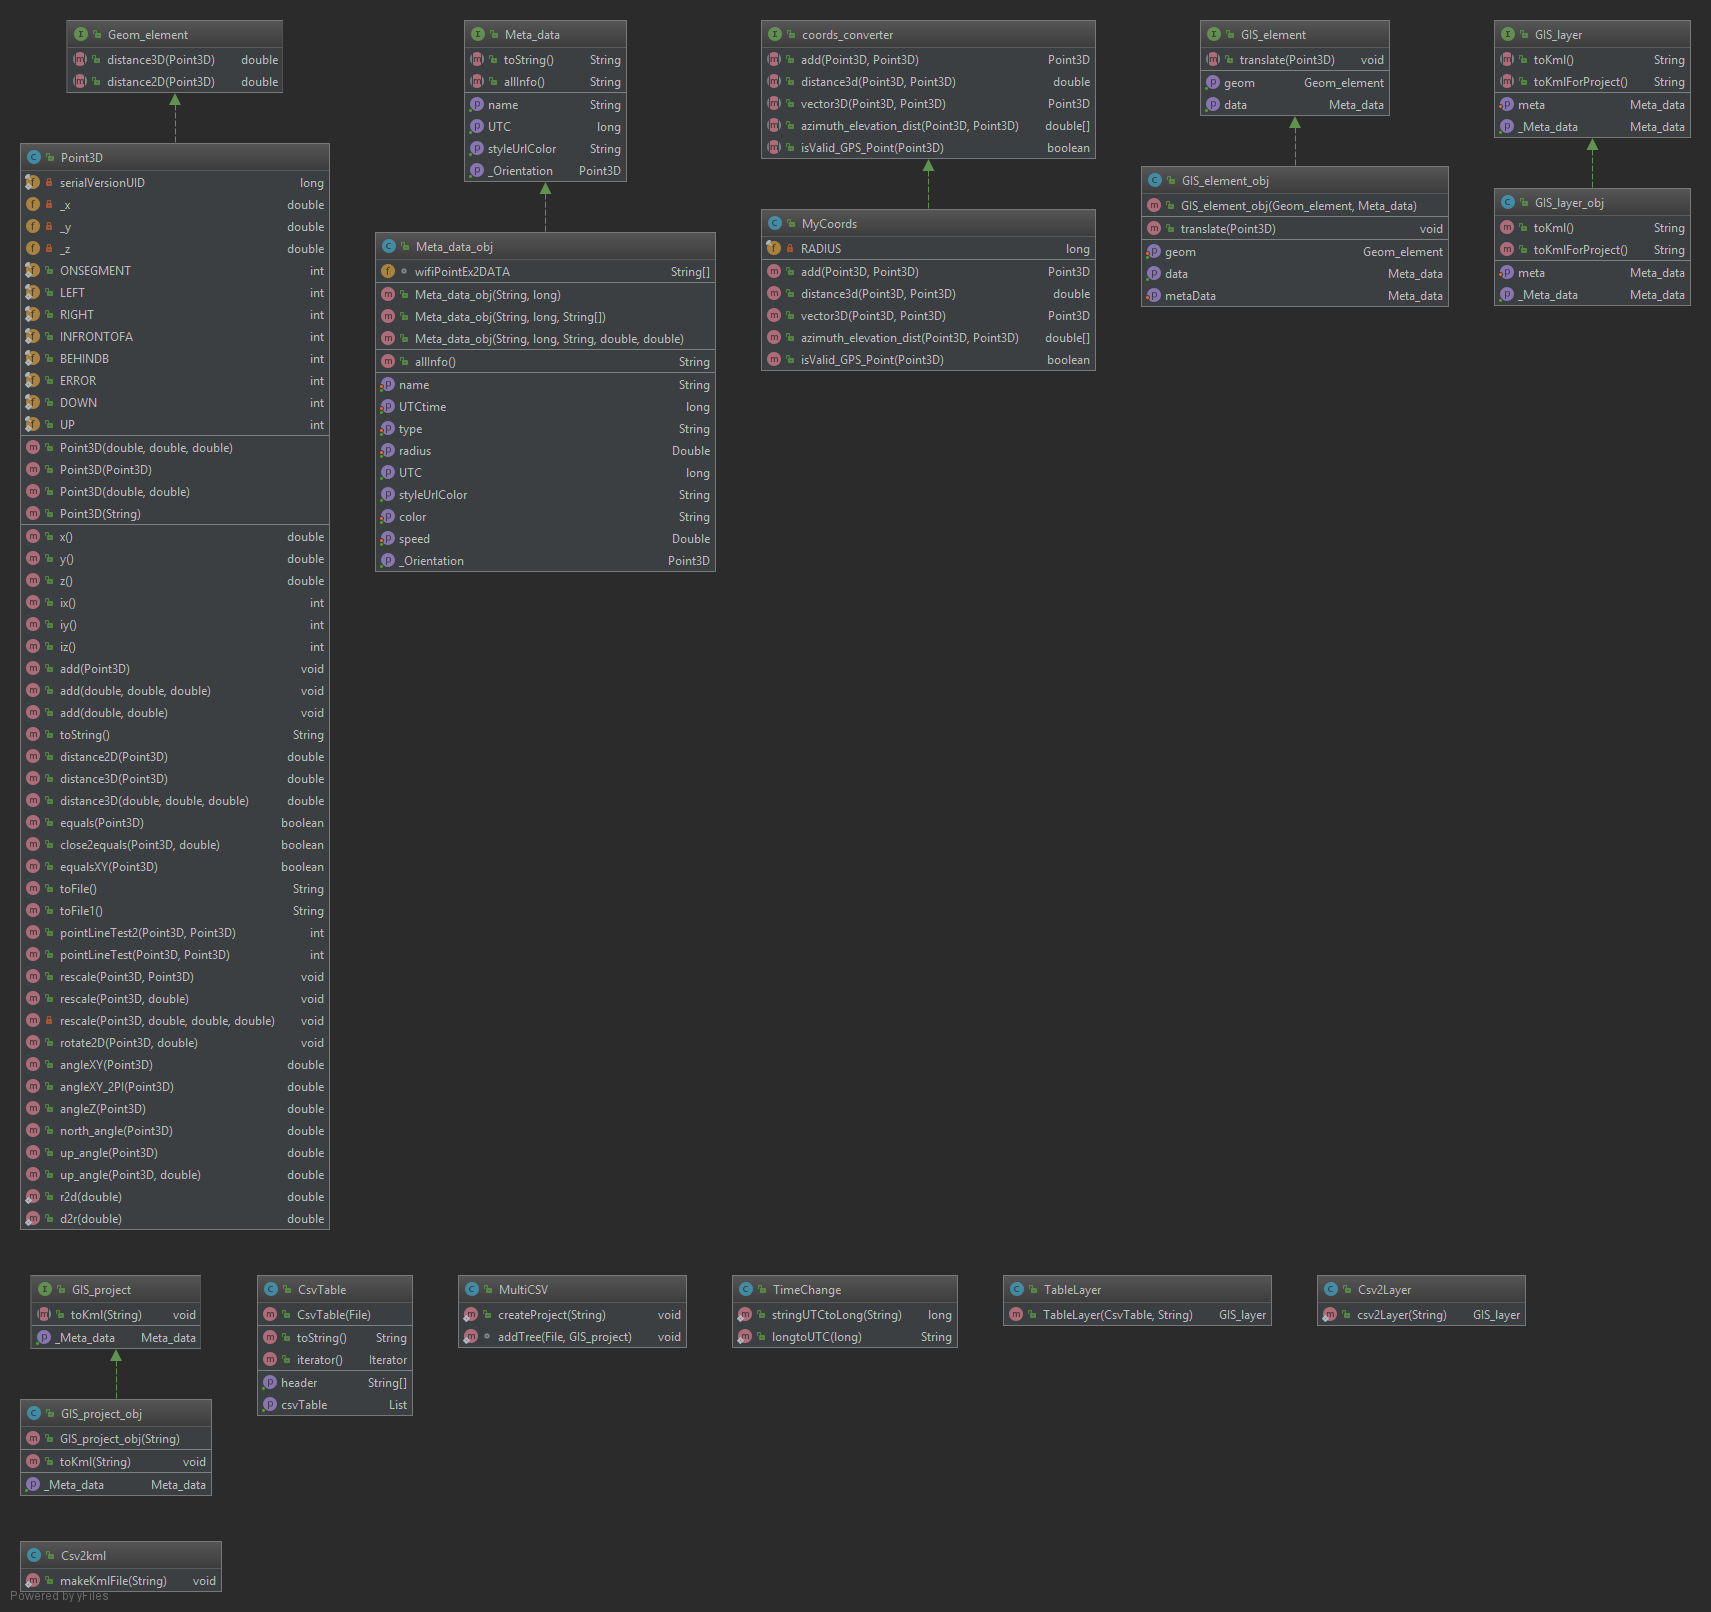 Geom_element
distance3D(Point3D) double
distance2D(Point3D) double
Point3D
serialVersionUID long
_x double
_y double
_z double
ONSEGMENT int
LEFT int
RIGHT int
INFRONTOFA int
BEHINDB int
ERROR int
DOWN int
UP int
Point3D(double, double, double)
Point3D(Point3D)
Point3D(double, double)
Point3D(String)
x() double
y() double
z() double
ix() int
iy() int
iz() int
add(Point3D) void
add(double, double, double) void
add(double, double) void
toString() String
distance2D(Point3D) double
distance3D(Point3D) double
distance3D(double, double, double) double
equals(Point3D) boolean
close2equals(Point3D, double) boolean
equalsXY(Point3D) boolean
toFile() String
toFile1() String
pointLineTest2(Point3D, Point3D) int
pointLineTest(Point3D, Point3D) int
rescale(Point3D, Point3D) void
rescale(Point3D, double) void
rescale(Point3D, double, double, double) void
rotate2D(Point3D, double) void
angleXY(Point3D) double
angleXY_2PI(Point3D) double
angleZ(Point3D) double
north_angle(Point3D) double
up_angle(Point3D) double
up_angle(Point3D, double) double
r2d(double) double
d2r(double) double
Meta_data
toString() String
allInfo() String
name String
UTC long
styleUrlColor String
_Orientation Point3D
Meta_data_obj
wifiPointEx2DATA String[]
Meta_data_obj(String, long)
Meta_data_obj(String, long, String[])
Meta_data_obj(String, long, String, double, double)
allInfo() String
name String
UTCtime long
type String
radius Double
UTC long
styleUrlColor String
color String
speed Double
_Orientation Point3D
coords_converter
add(Point3D, Point3D) Point3D
distance3d(Point3D, Point3D) double
vector3D(Point3D, Point3D) Point3D
azimuth_elevation_dist(Point3D, Point3D) double[]
isValid_GPS_Point(Point3D) boolean
MyCoords
RADIUS long
add(Point3D, Point3D) Point3D
distance3d(Point3D, Point3D) double
vector3D(Point3D, Point3D) Point3D
azimuth_elevation_dist(Point3D, Point3D) double[]
isValid_GPS_Point(Point3D) boolean
GIS_element
translate(Point3D) void
geom Geom_element
data Meta_data
GIS_element_obj
GIS_element_obj(Geom_element, Meta_data)
translate(Point3D) void
geom Geom_element
data Meta_data
metaData Meta_data
GIS_layer
toKml() String
toKmlForProject() String
meta Meta_data
_Meta_data Meta_data
GIS_layer_obj
toKml() String
toKmlForProject() String
meta Meta_data
_Meta_data Meta_data
GIS_project
toKml(String) void
_Meta_data Meta_data
GIS_project_obj
GIS_project_obj(String)
toKml(String) void
_Meta_data Meta_data
CsvTable
CsvTable(File)
toString() String
iterator() Iterator
header String[]
csvTable List
MultiCSV
createProject(String) void
addTree(File, GIS_project) void
TimeChange
stringUTCtoLong(String) long
longtoUTC(long) String
TableLayer
TableLayer(CsvTable, String) GIS_layer
Csv2Layer
csv2Layer(String) GIS_layer
Csv2kml
makeKmlFile(String) void
Powered by yFiles